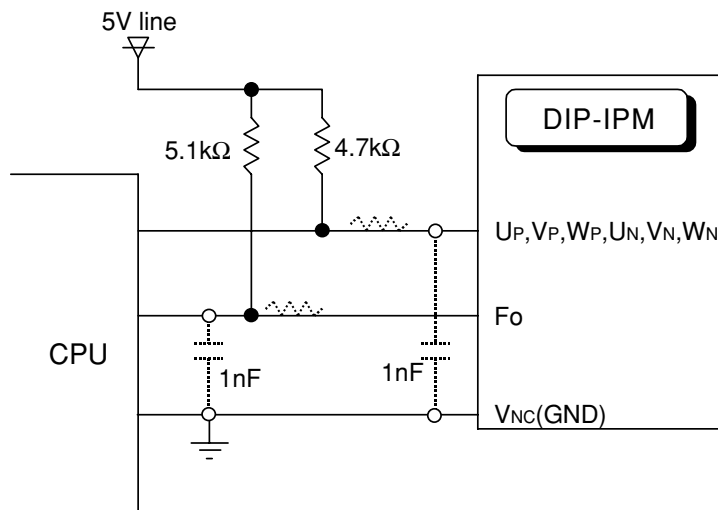 5V line
DIP-IPM
5.1kΩ
4.7kΩ
UP,VP,WP,UN,VN,WN
Fo
CPU
1nF
1nF
VNC(GND)